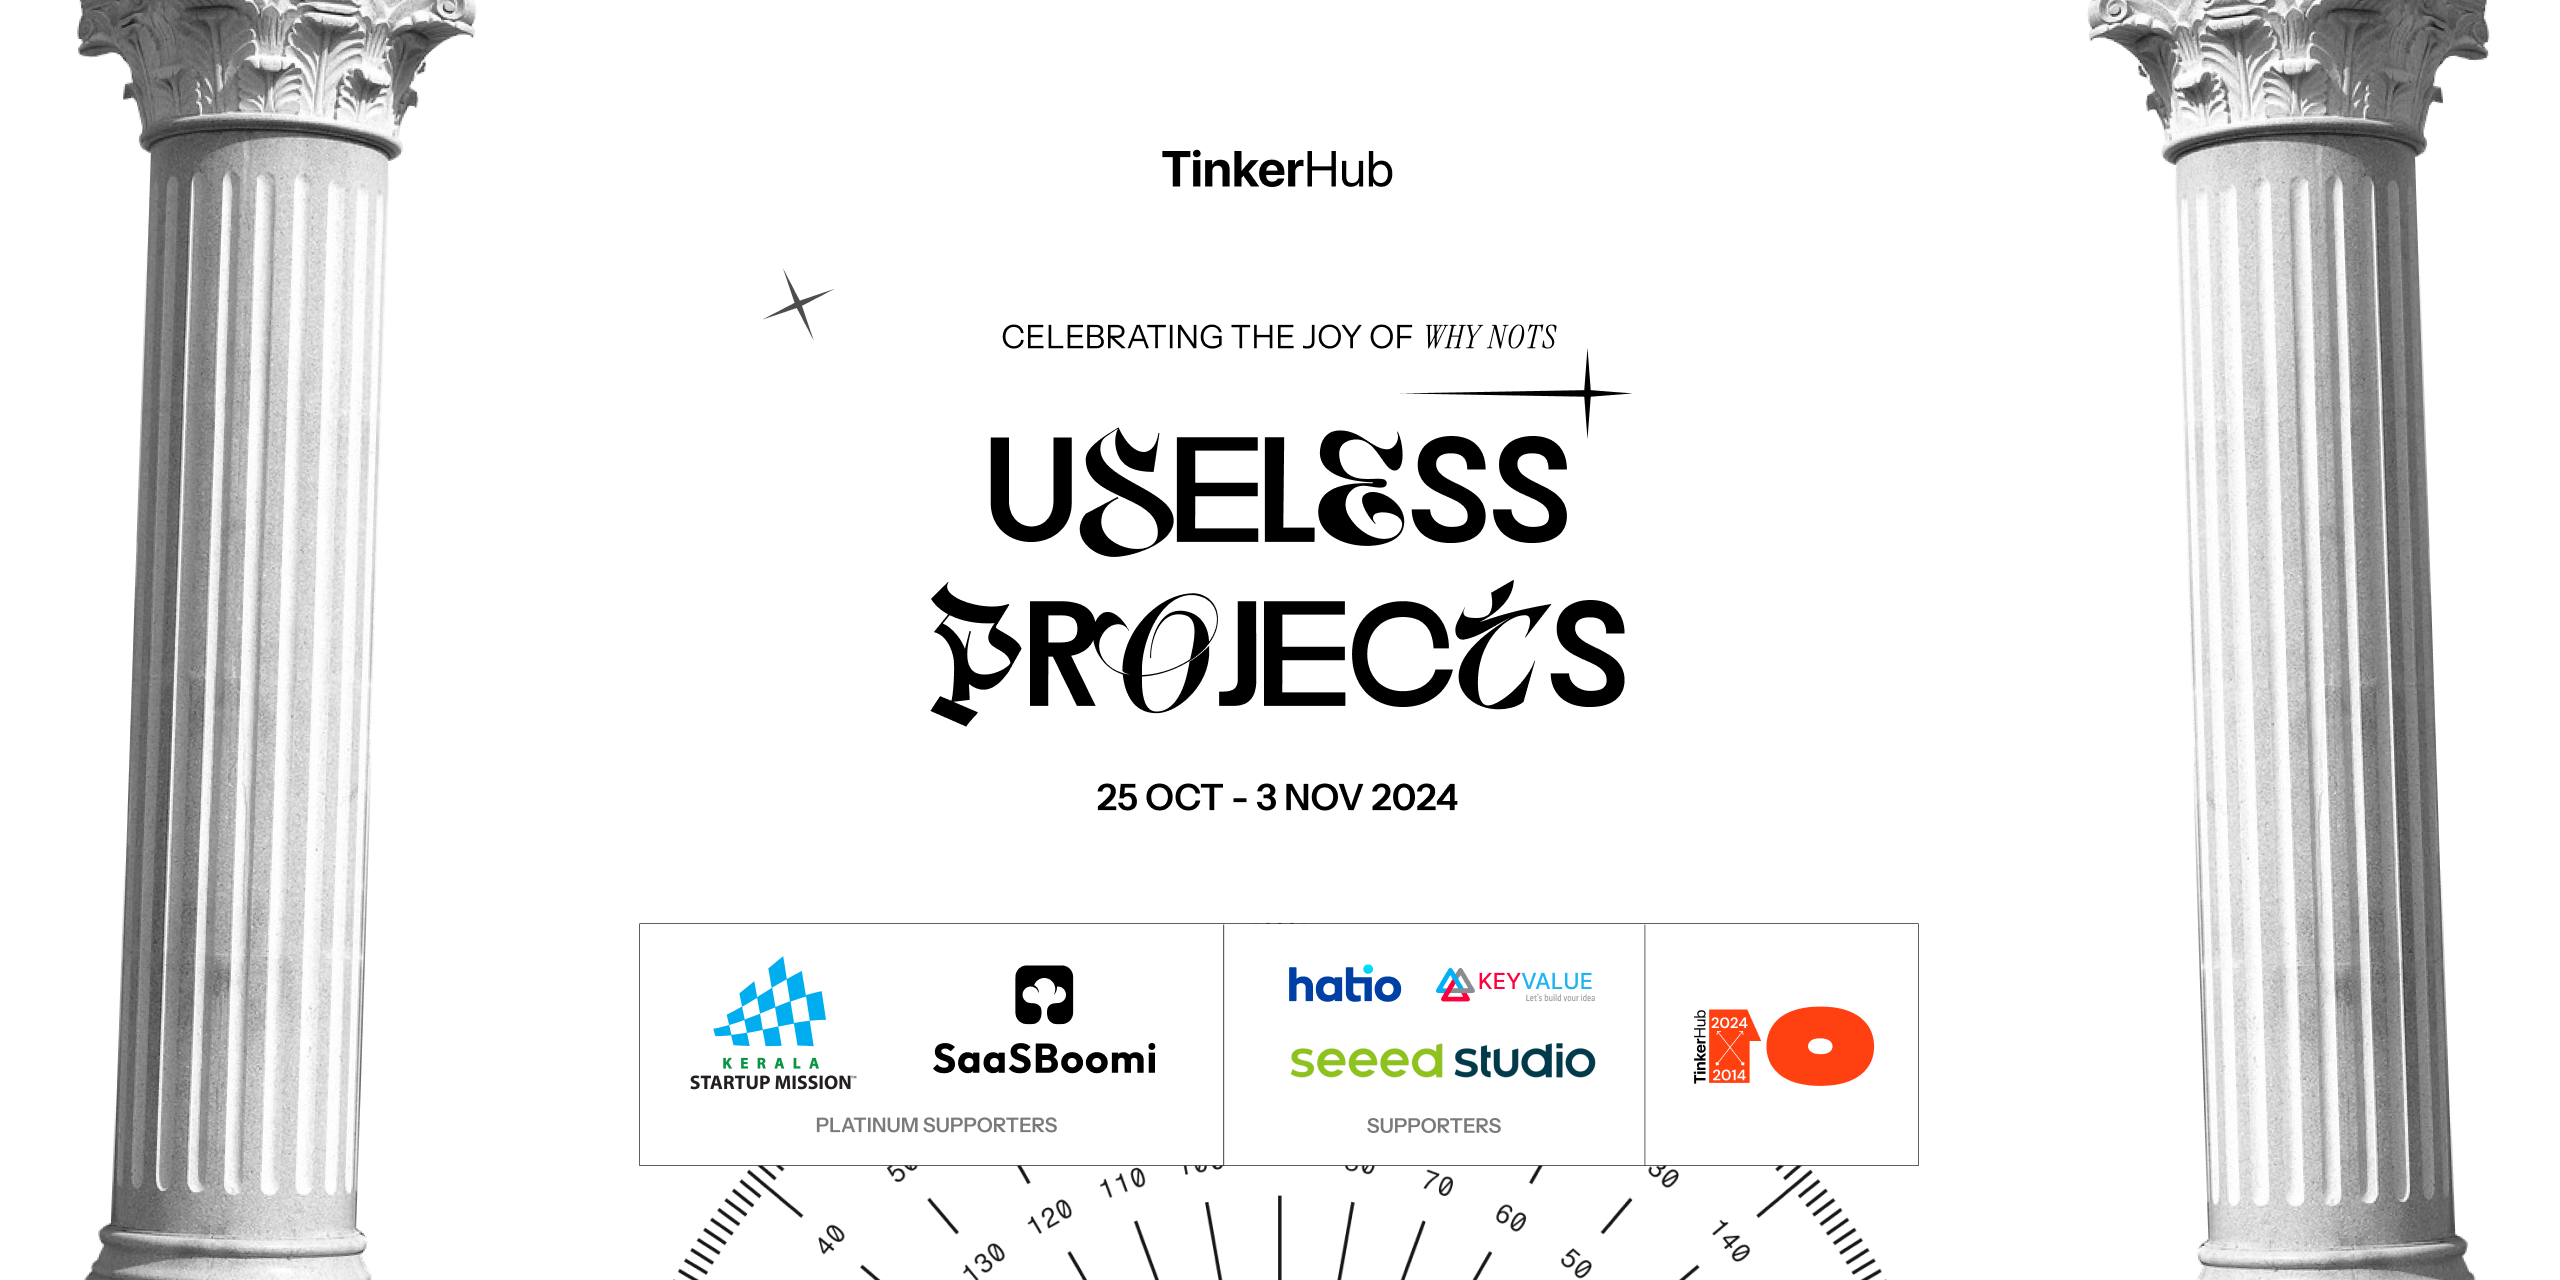 TinkerHub
CELEBRATING THE JOY OF WHY NOTS
USELESS
PROJECTS
25 OCT - 3 NOV 2024
KERALA
STARTUP MISSION™
SaaSBoomi
PLATINUM SUPPORTERS
hatio
KEYVALUE
Let's build your idea
seeed studio
SUPPORTERS
TinkerHub
2024
2014
10
110
70
120
60
40
140
130
50